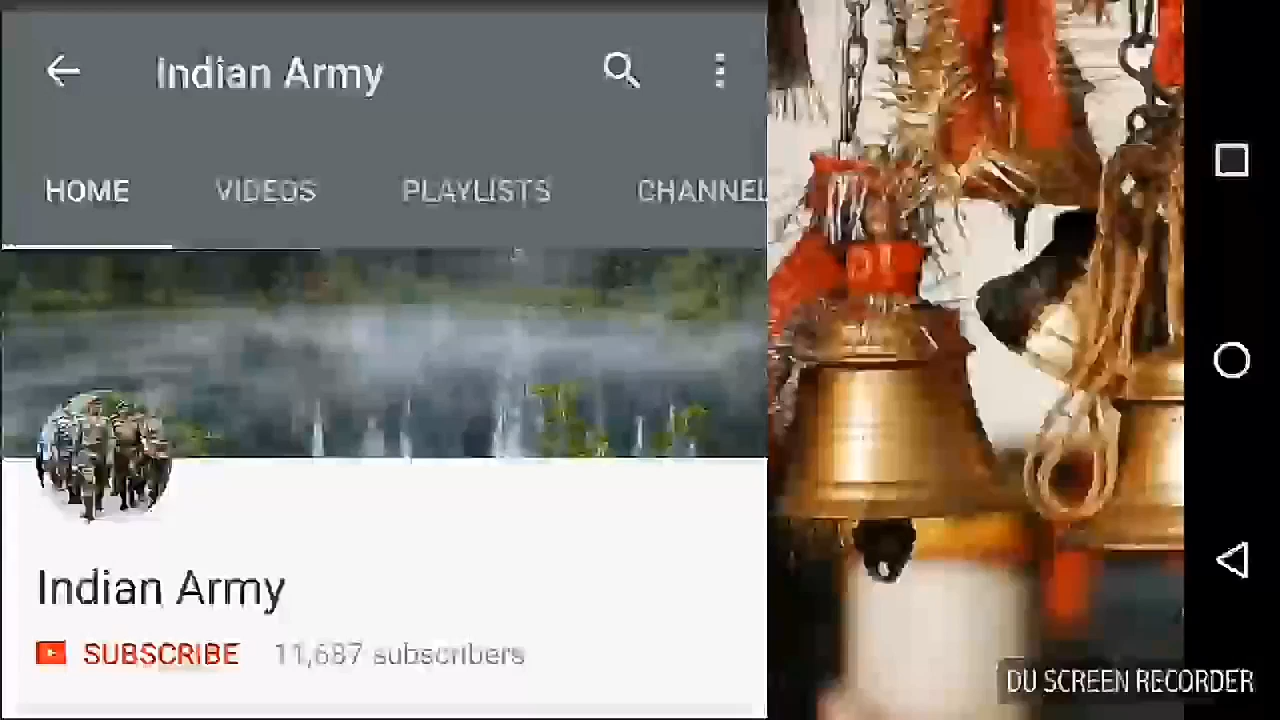 Indian Army
HOME VIDEOS PLAYLISTS CHANNEL
Indian Army
SUBSCRIBE 11,687 subscribers
DU SCREEN RECORDER